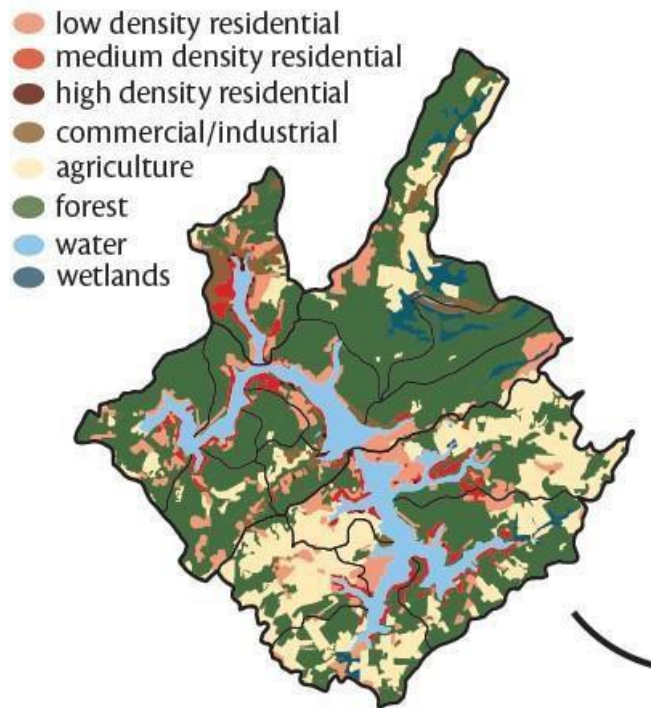 low density residential
medium density residential
high density residential
commercial/industrial
agriculture
forest
water
wetlands